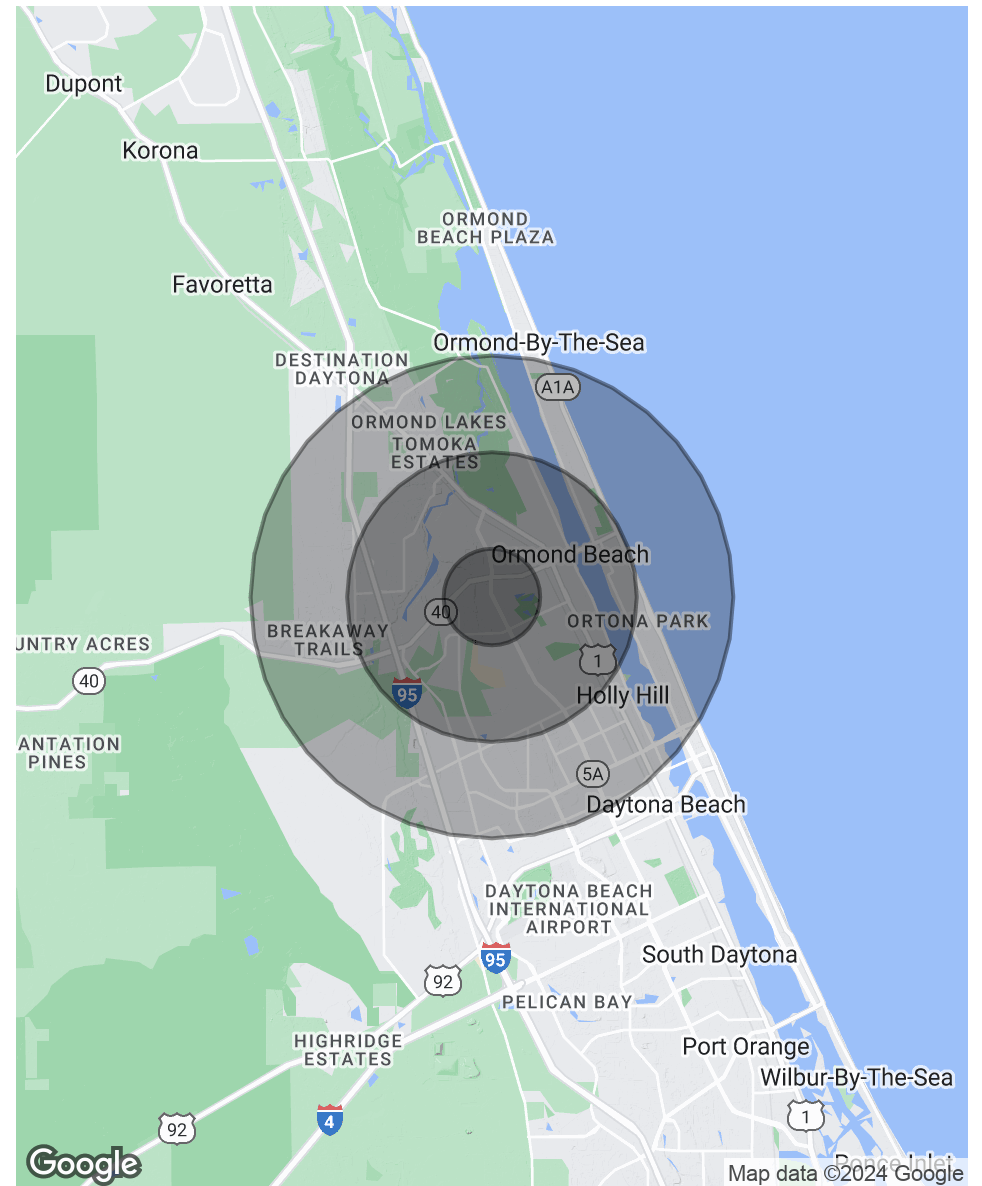 Dupont
Korona
ORMOND
BEACH PLAZA
Favoretta
Ormond-By-The-Sea
DESTINATION
DAYTONA
A1A
ORMOND LAKES
TOMOKA
ESTATES
Ormond Beach
40
ORTONA PARK
BREAKAWAY
TRAILS
UNTRY ACRES
1
40
95
Holly Hill
ANTATION
PINES
5A
Daytona Beach
DAYTONA BEACH
INTERNATIONAL
AIRPORT
South Daytona
95
92
PELICAN BAY
HIGHRIDGE
ESTATES
Port Orange
Wilbur-By-The-Sea
1
4
92
Ponce Inlet
Google
Map data ©2024 Google